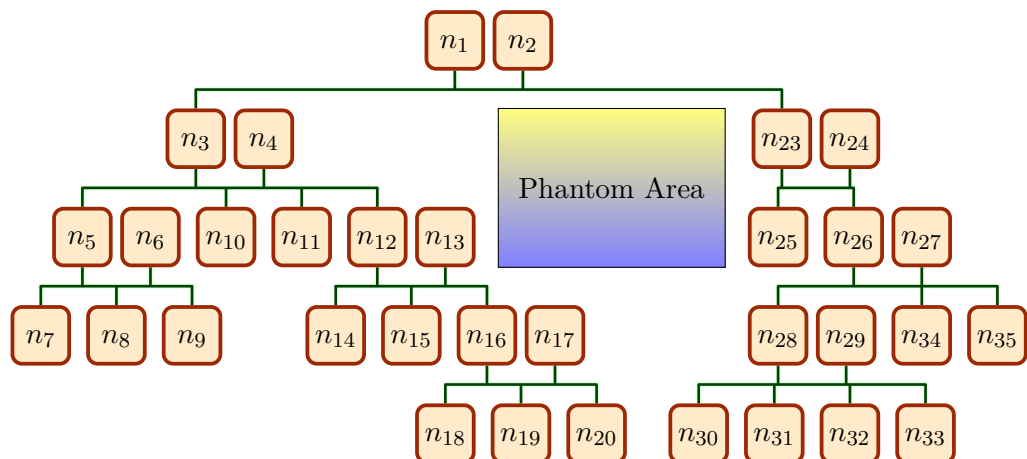 n1 n2
n3 n4 n23 n24
Phantom Area
n5 n6 n10 n11 n12 n13 n25 n26 n27
n7 n8 n9 n14 n15 n16 n17 n28 n29 n34 n35
n18 n19 n20 n30 n31 n32 n33